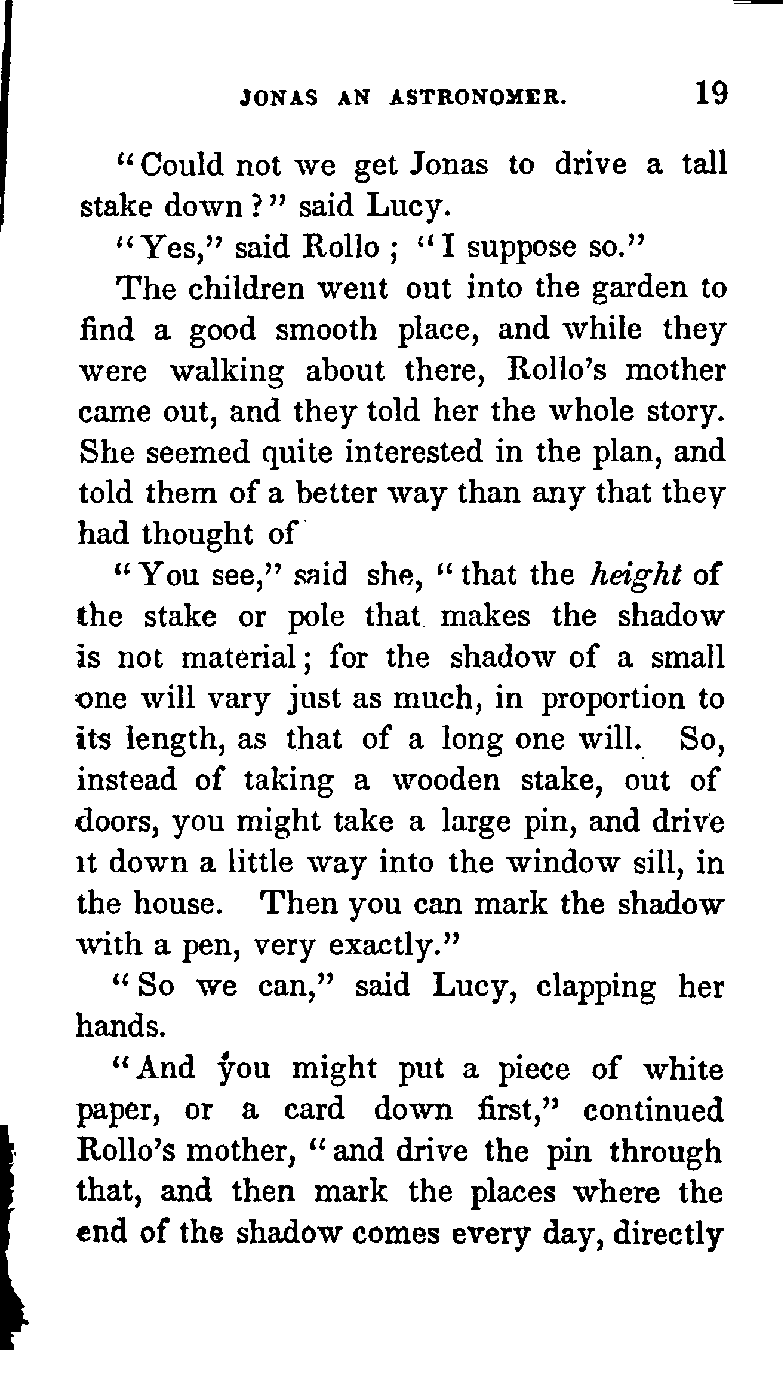 JONAS AN ASTRONOMER. 19
"Could not we get Jonas to drive a tall
stake down?" said Lucy.
"Yes," said Rollo; "I suppose so."
The children went out into the garden to
find a good smooth place, and while they
were walking about there, Rollo's mother
came out, and they told her the whole story.
She seemed quite interested in the plan, and
told them of a better way than any that they
had thought of
"You see," said she, "that the height of
the stake or pole that makes the shadow
is not material; for the shadow of a small
one will vary just as much, in proportion to
its length, as that of a long one will. So,
instead of taking a wooden stake, out of
doors, you might take a large pin, and drive
it down a little way into the window sill, in
the house. Then you can mark the shadow
with a pen, very exactly."
"So we can," said Lucy, clapping her
hands.
"And you might put a piece of white
paper, or a card down first," continued
Rollo's mother, "and drive the pin through
that, and then mark the places where the
end of the shadow comes every day, directly